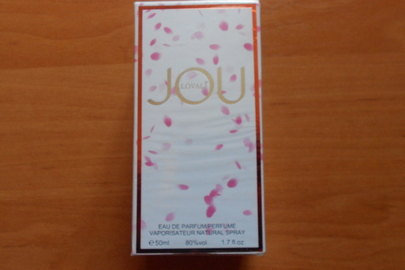 JOU
EAU DE PARFUM/PERFUME
VAPORISATEUR NATURAL SPRAY
℮50ml 80%vol 1.7 fl oz